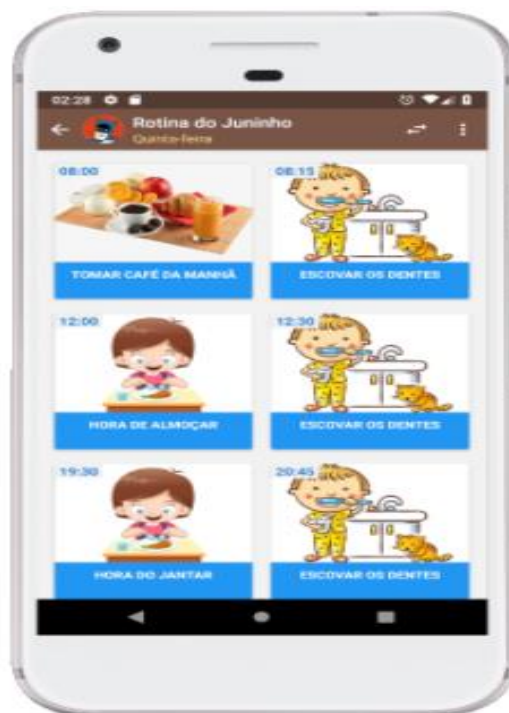 02:28
Rotina do Juninho
Quinta-feira
08:00
08:15
TOMAR CAFÉ DA MANHÃ
ESCOVAR OS DENTES
12:00
12:30
HORA DE ALMOÇAR
ESCOVAR OS DENTES
19:30
20:45
HORA DO JANTAR
ESCOVAR OS DENTES